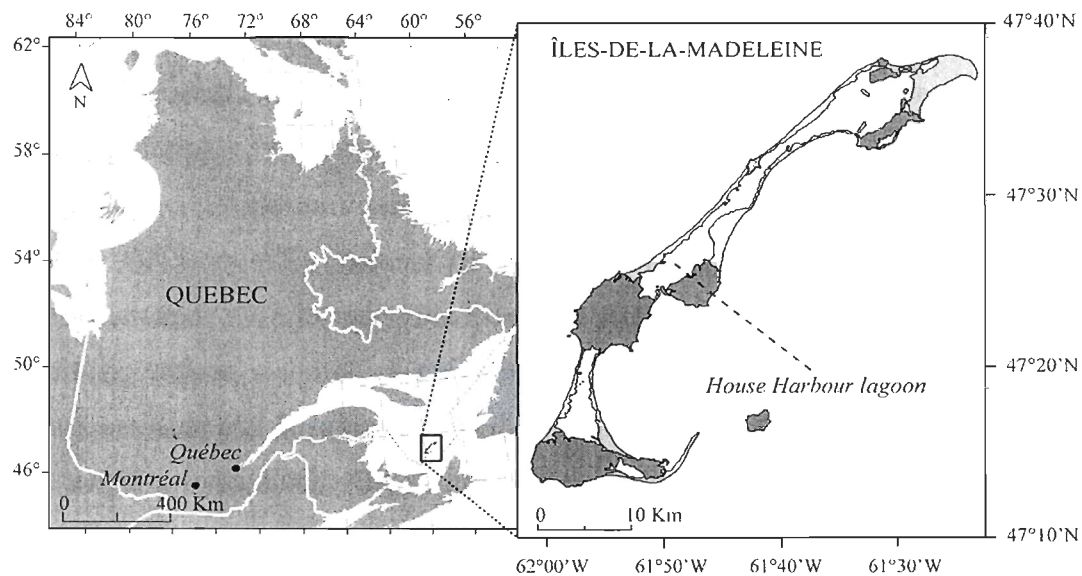 84° 80° 76° 72° 68° 64° 60° 56°
62°
58°
54°
50°
46°
N
QUEBEC
Québec
Montréal
0 400 Km
ÎLES-DE-LA-MADELEINE
House Harbour lagoon
0 10 Km
47°40'N
47°30'N
47°20'N
47°10'N
62°00'W 61°50'W 61°40'W 61°30'W